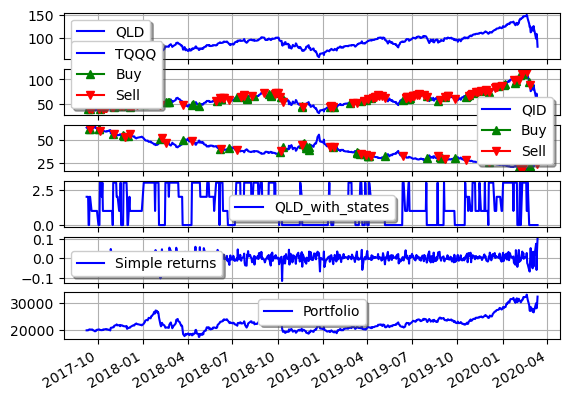 150
100
QLD
TQQQ
Buy
Sell
100
50
QID
Buy
Sell
50
25
2.5
0.0
QLD_with_states
0.1
0.0
-0.1
Simple returns
30000
20000
Portfolio
2017-10
2018-01
2018-04
2018-07
2018-10
2019-01
2019-04
2019-07
2019-10
2020-01
2020-04